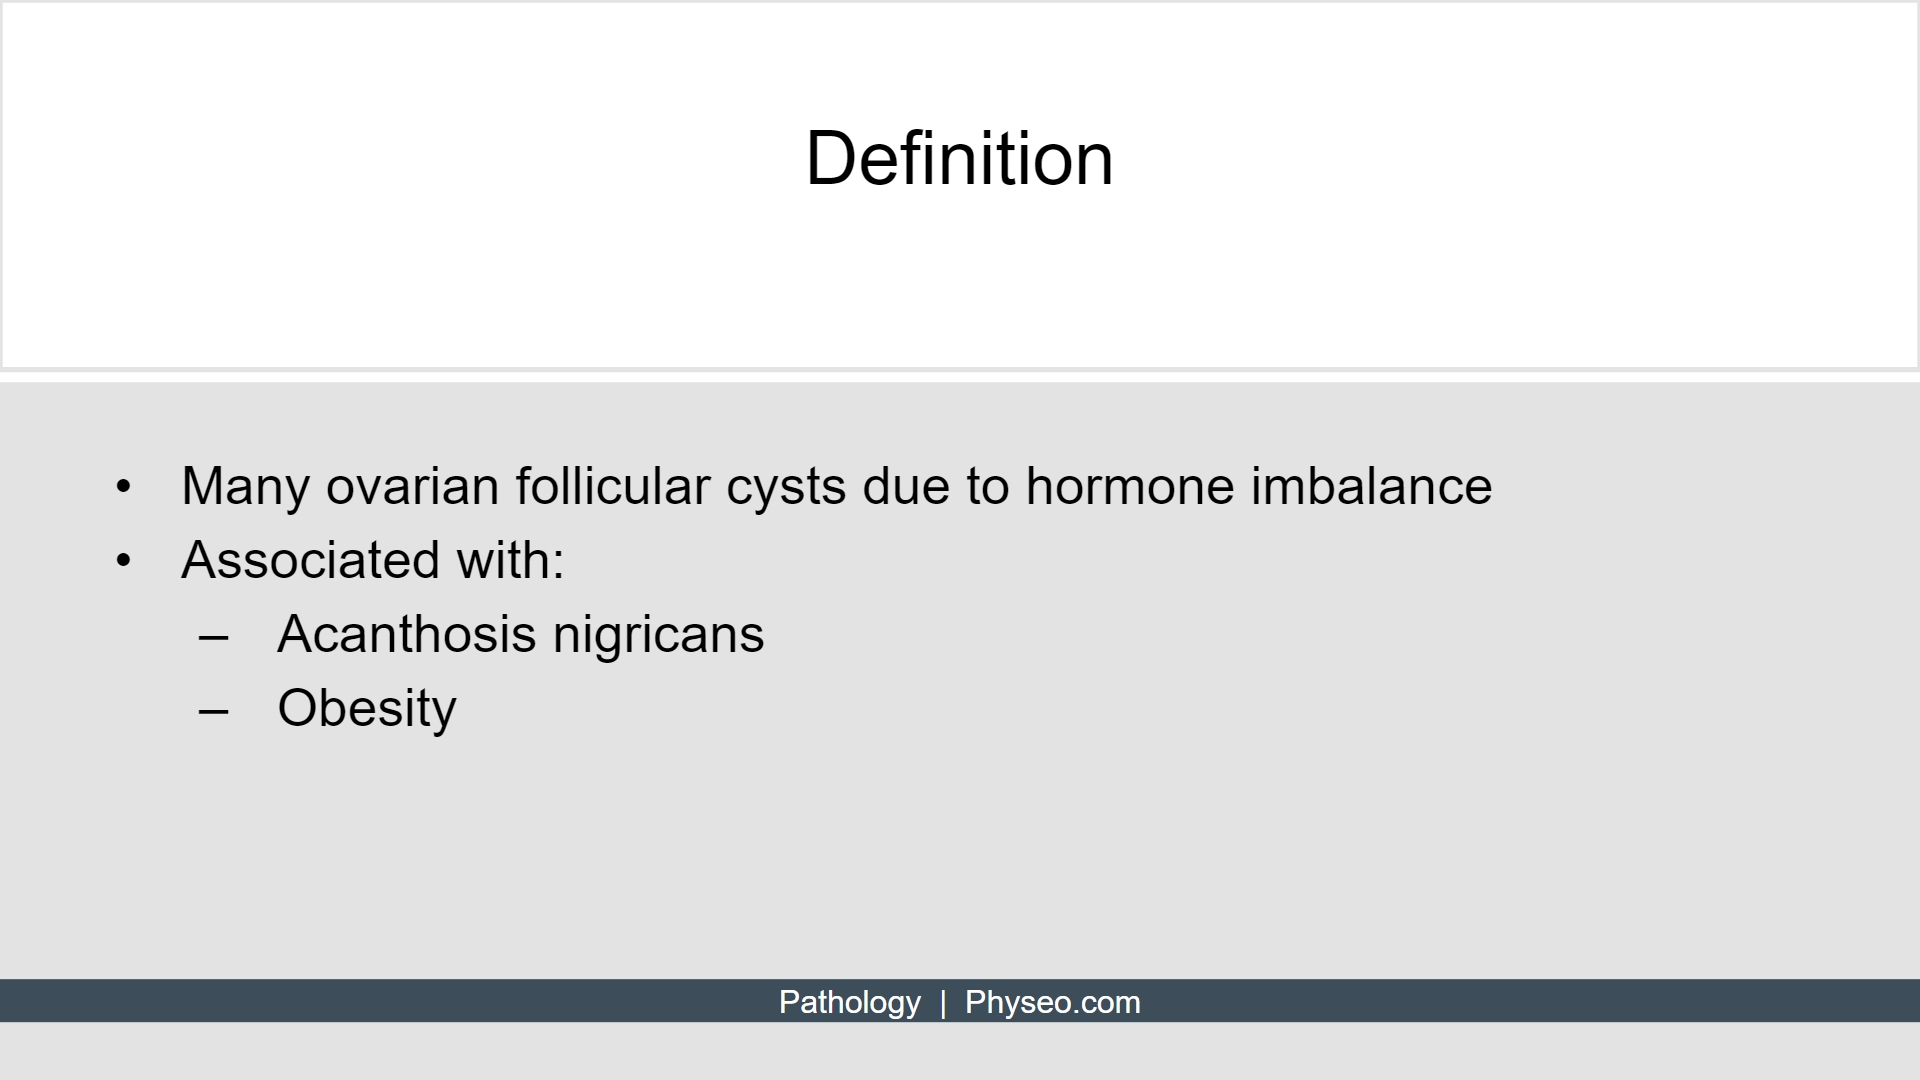 Definition
• Many ovarian follicular cysts due to hormone imbalance
• Associated with:
– Acanthosis nigricans
– Obesity
Pathology | Physeo.com